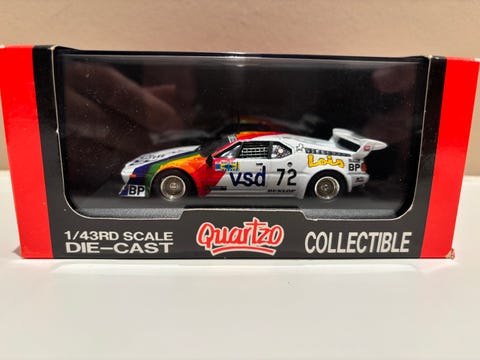 Lois
BP
BP
vsd
72
DUNLOP
1/43RD SCALE
DIE-CAST
Quartzo
COLLECTIBLE